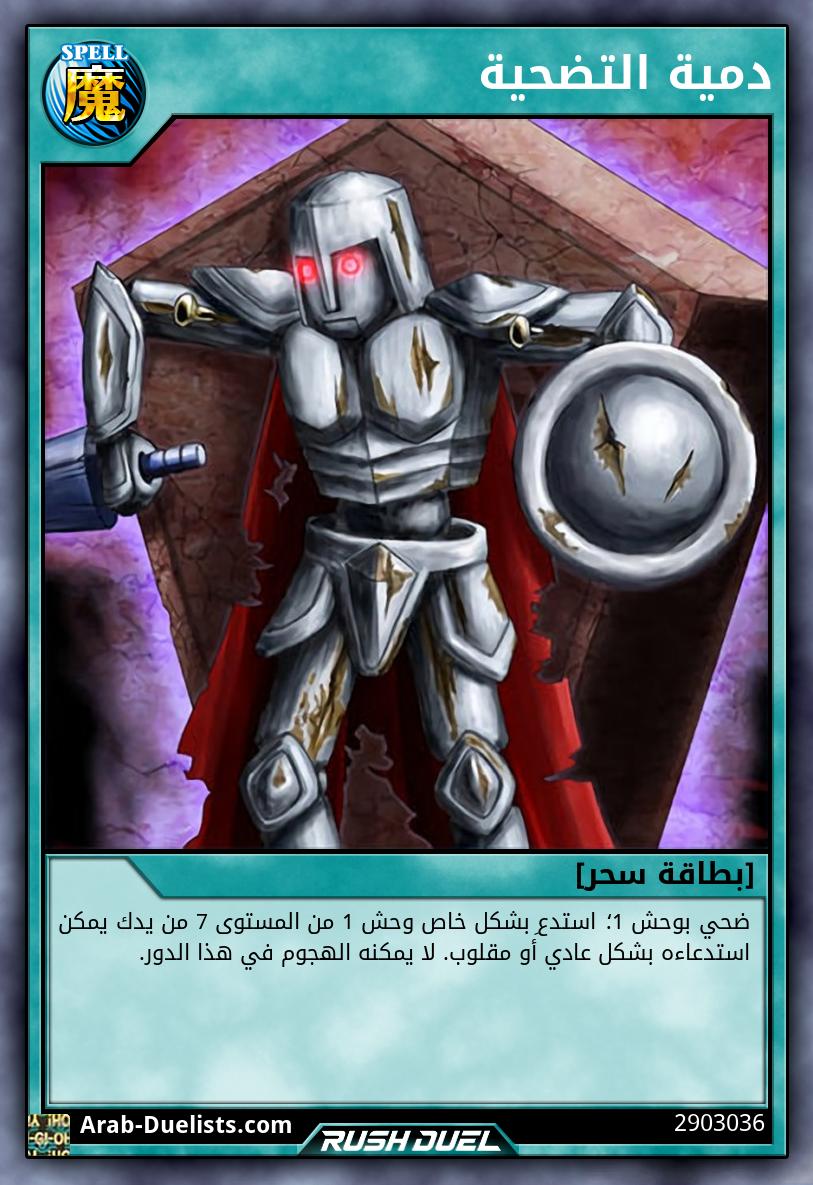 SPELL
魔
دمية التضحية
[بطاقة سحر]
ضحي بوحش 1؛ استدعِ بشكل خاص وحش 1 من المستوى 7 من يدك يمكن
استدعاءه بشكل عادي أو مقلوب. لا يمكنه الهجوم في هذا الدور.
Arab-Duelists.com
RUSH DUEL
2903036